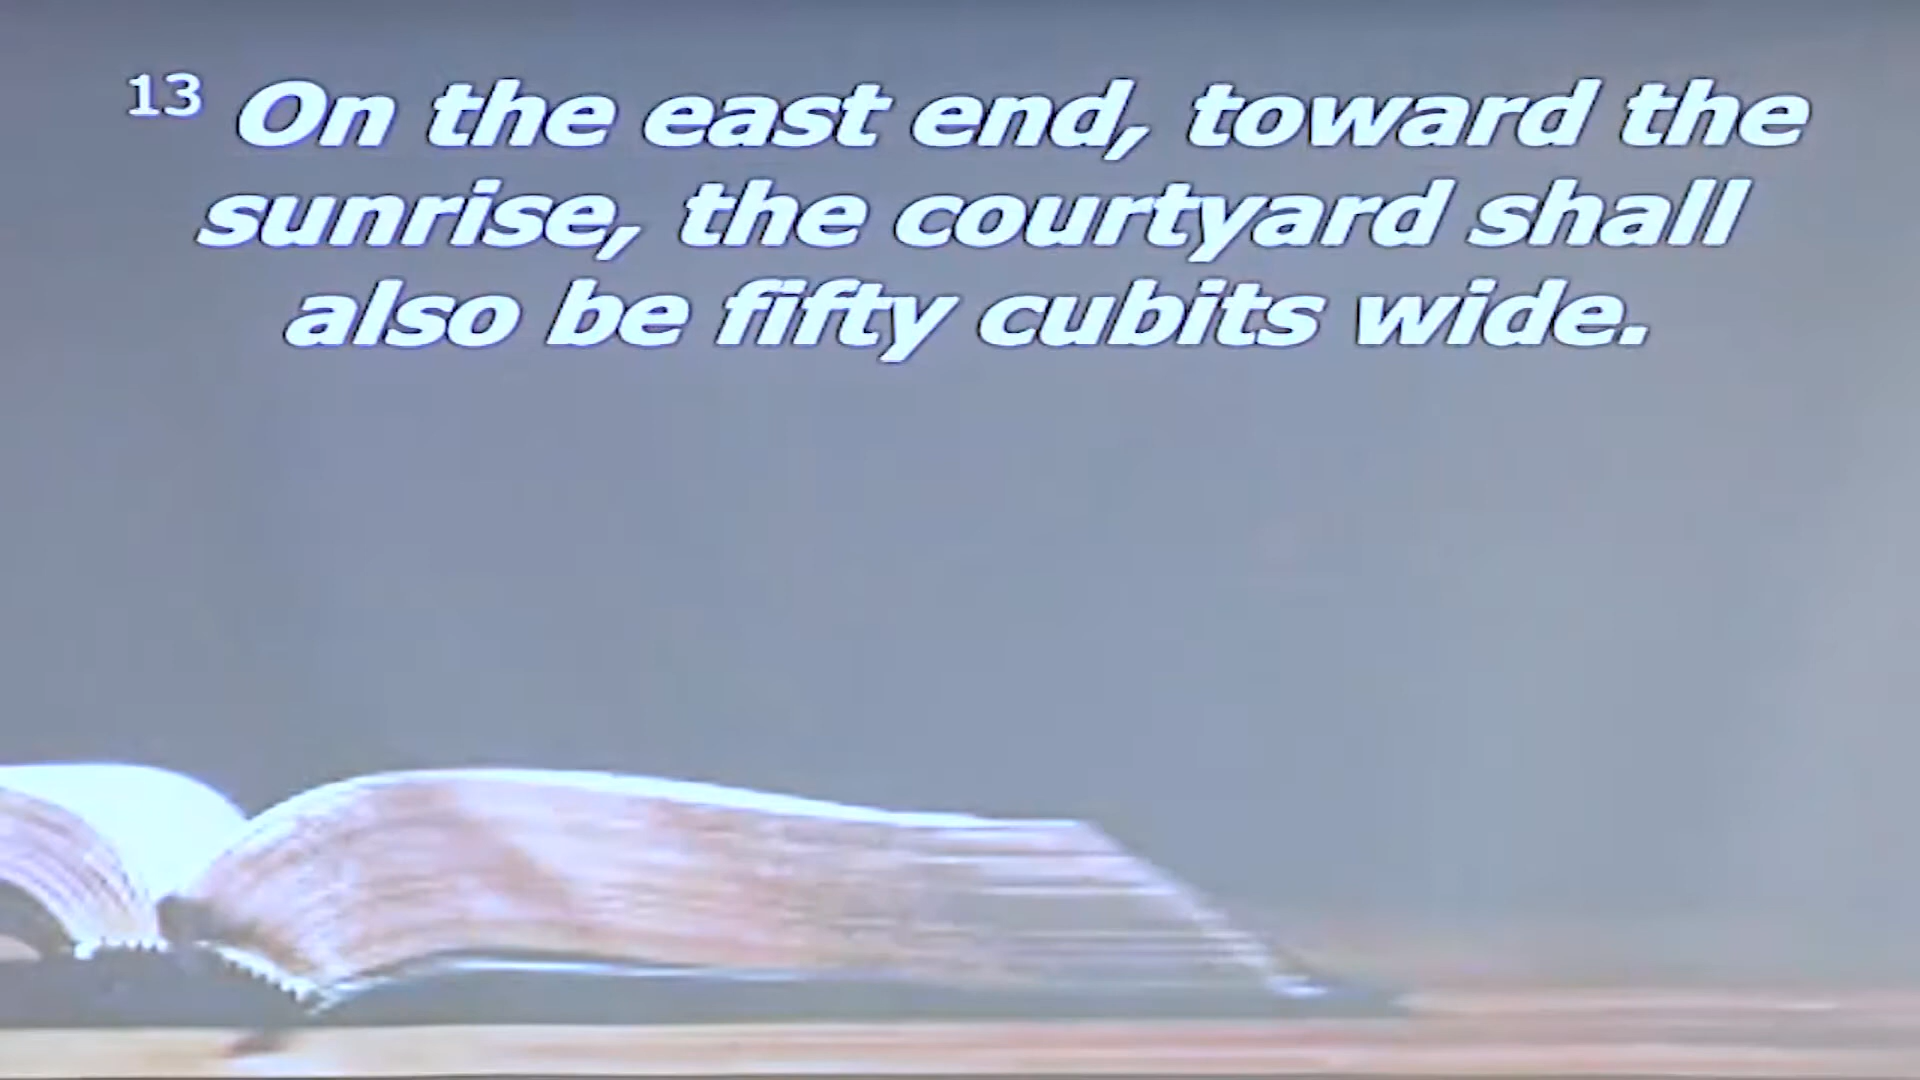 13 On the east end, toward the
sunrise, the courtyard shall
also be fifty cubits wide.